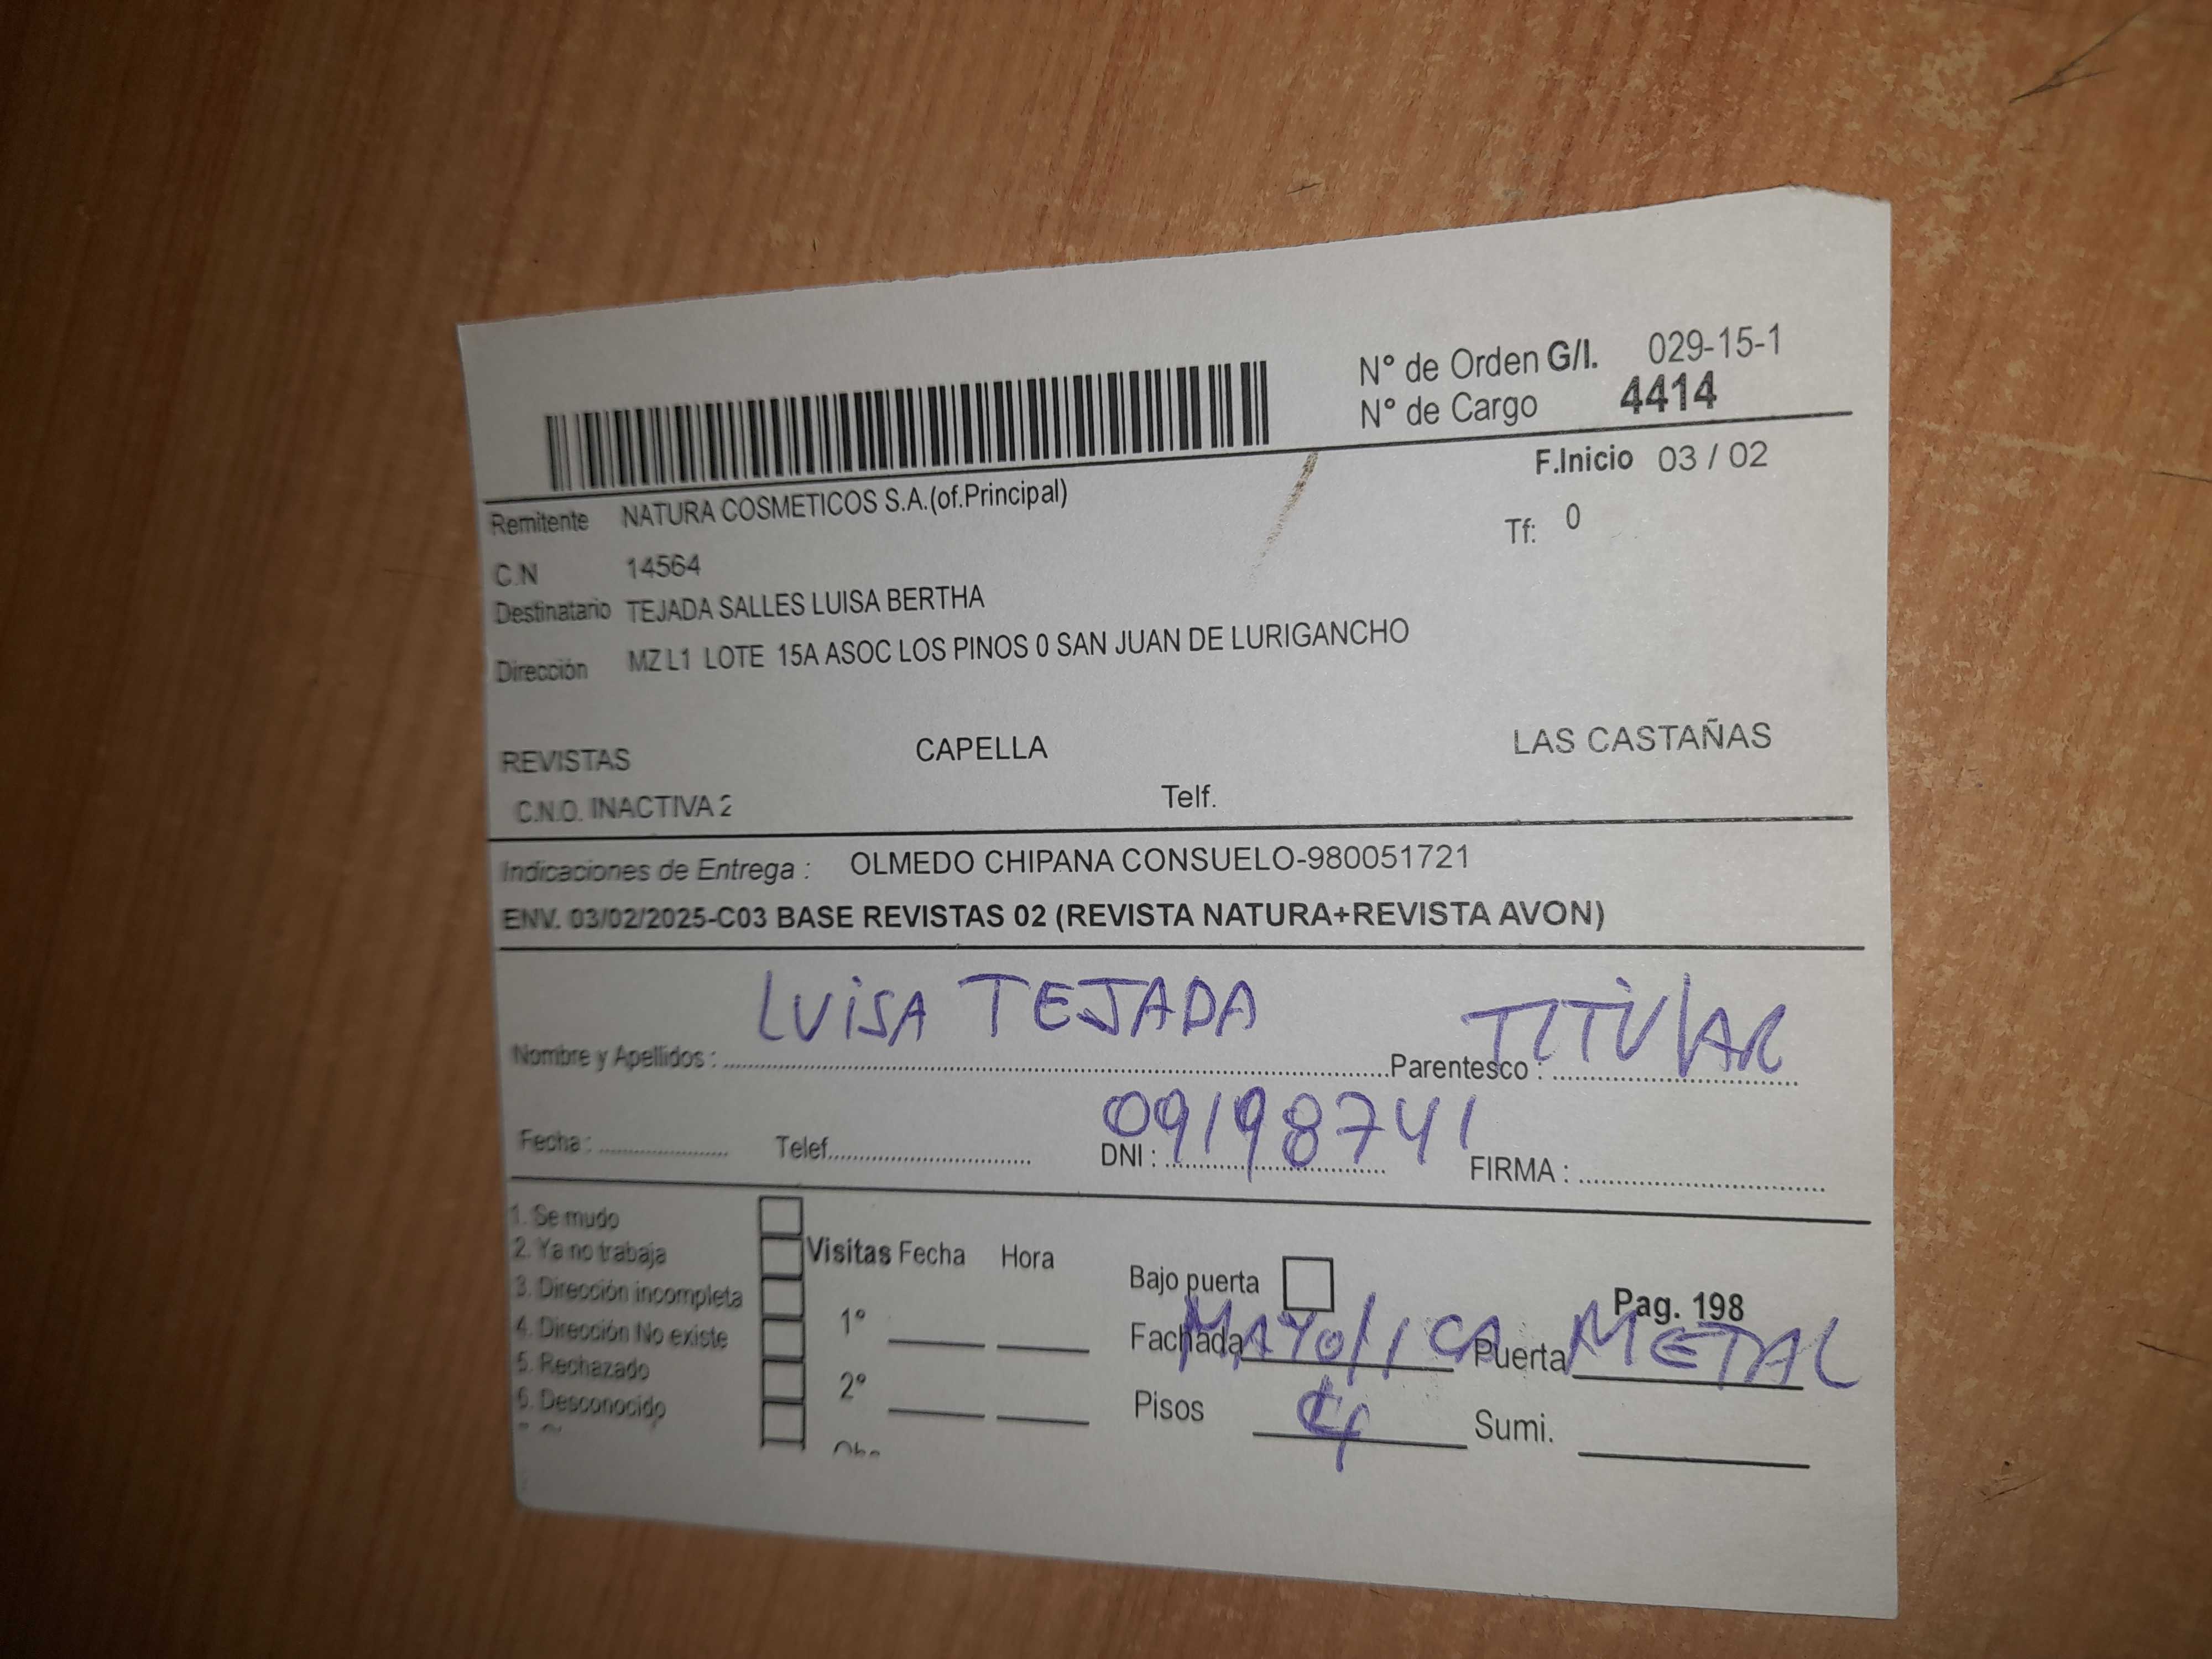 N° de Orden G/I. 029-15-1
N° de Cargo 4414
F.Inicio 03 / 02
Remitente NATURA COSMETICOS S.A.(of.Principal)
Tf: 0
C.N 14564
Destinatario TEJADA SALLES LUISA BERTHA
Dirección MZ L1 LOTE 15A ASOC LOS PINOS 0 SAN JUAN DE LURIGANCHO
REVISTAS CAPELLA LAS CASTAÑAS
C.N.O. INACTIVA 2 Telf.
Indicaciones de Entrega : OLMEDO CHIPANA CONSUELO-980051721
ENV. 03/02/2025-C03 BASE REVISTAS 02 (REVISTA NATURA+REVISTA AVON)
Nombre y Apellidos : LUiSA TEJADA Parentesco : TITULAR
Fecha : Telef. DNI : 09198741 FIRMA :
1. Se mudo
2. Ya no trabaja
3. Dirección incompleta
4. Dirección No existe
5. Rechazado
6. Desconocido
Visitas Fecha Hora
1°
2°
Bajo puerta
Pag. 198
Fachada MAYOLICA Puerta METAL
Pisos 4 Sumi.